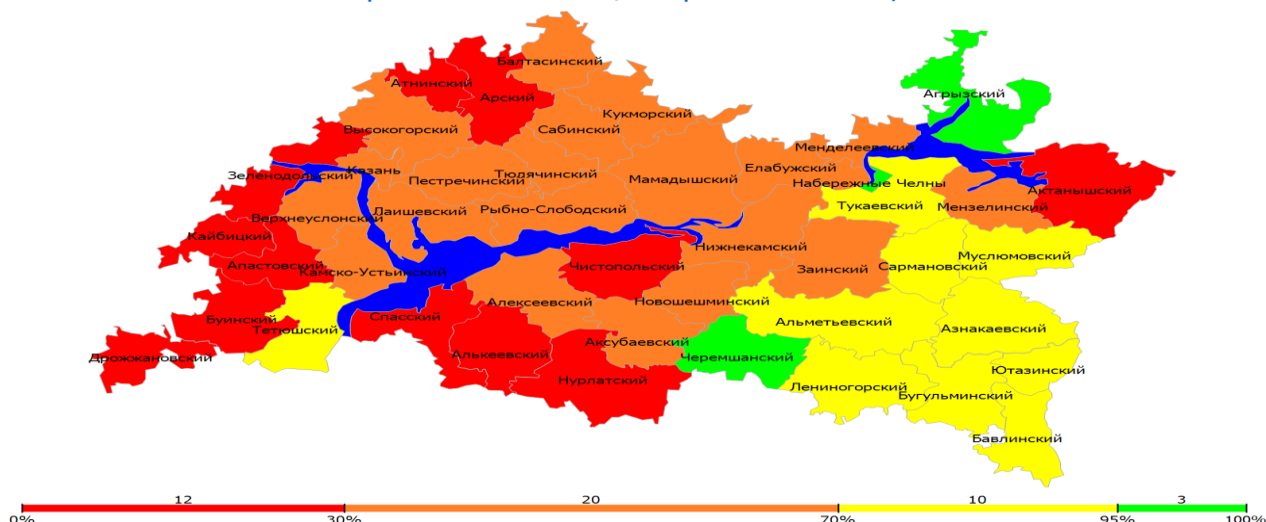 Балтасинский
Атнинский
Агрызский
Арский
Кукморский
Высокогорский
Сабинский
Менделеевский
Елабужский
Казань
Тюлячинский
Зеленодольский
Пестречинский
Мамадышский
Набережные Челны
Актанышский
Тукаевский
Мензелинский
Лаишевский
Рыбно-Слободский
Верхнеуслонский
Кайбицкий
Нижнекамский
Муслюмовский
Апастовский
Чистопольский
Заинский
Сармановский
Камско-Устьинский
Алексеевский
Новошешминский
Спасский
Буинский
Альметьевский
Тетюшский
Азнакаевский
Аксубаевский
Алькеевский
Дрожжановский
Черемшанский
Ютазинский
Нурлатский
Лениногорский
Бугульминский
Бавлинский
12 20 10 3
0% 30% 70% 95% 100%